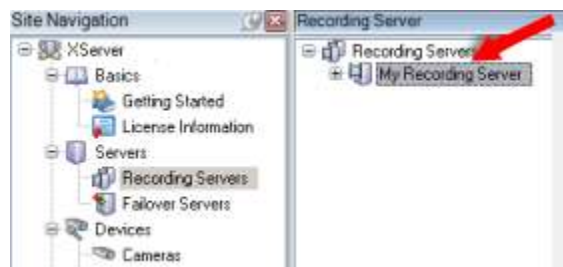 Site Navigation
XServer
Basics
Getting Started
License Information
Servers
Recording Servers
Failover Servers
Devices
Cameras
Recording Server
Recording Servers
My Recording Server